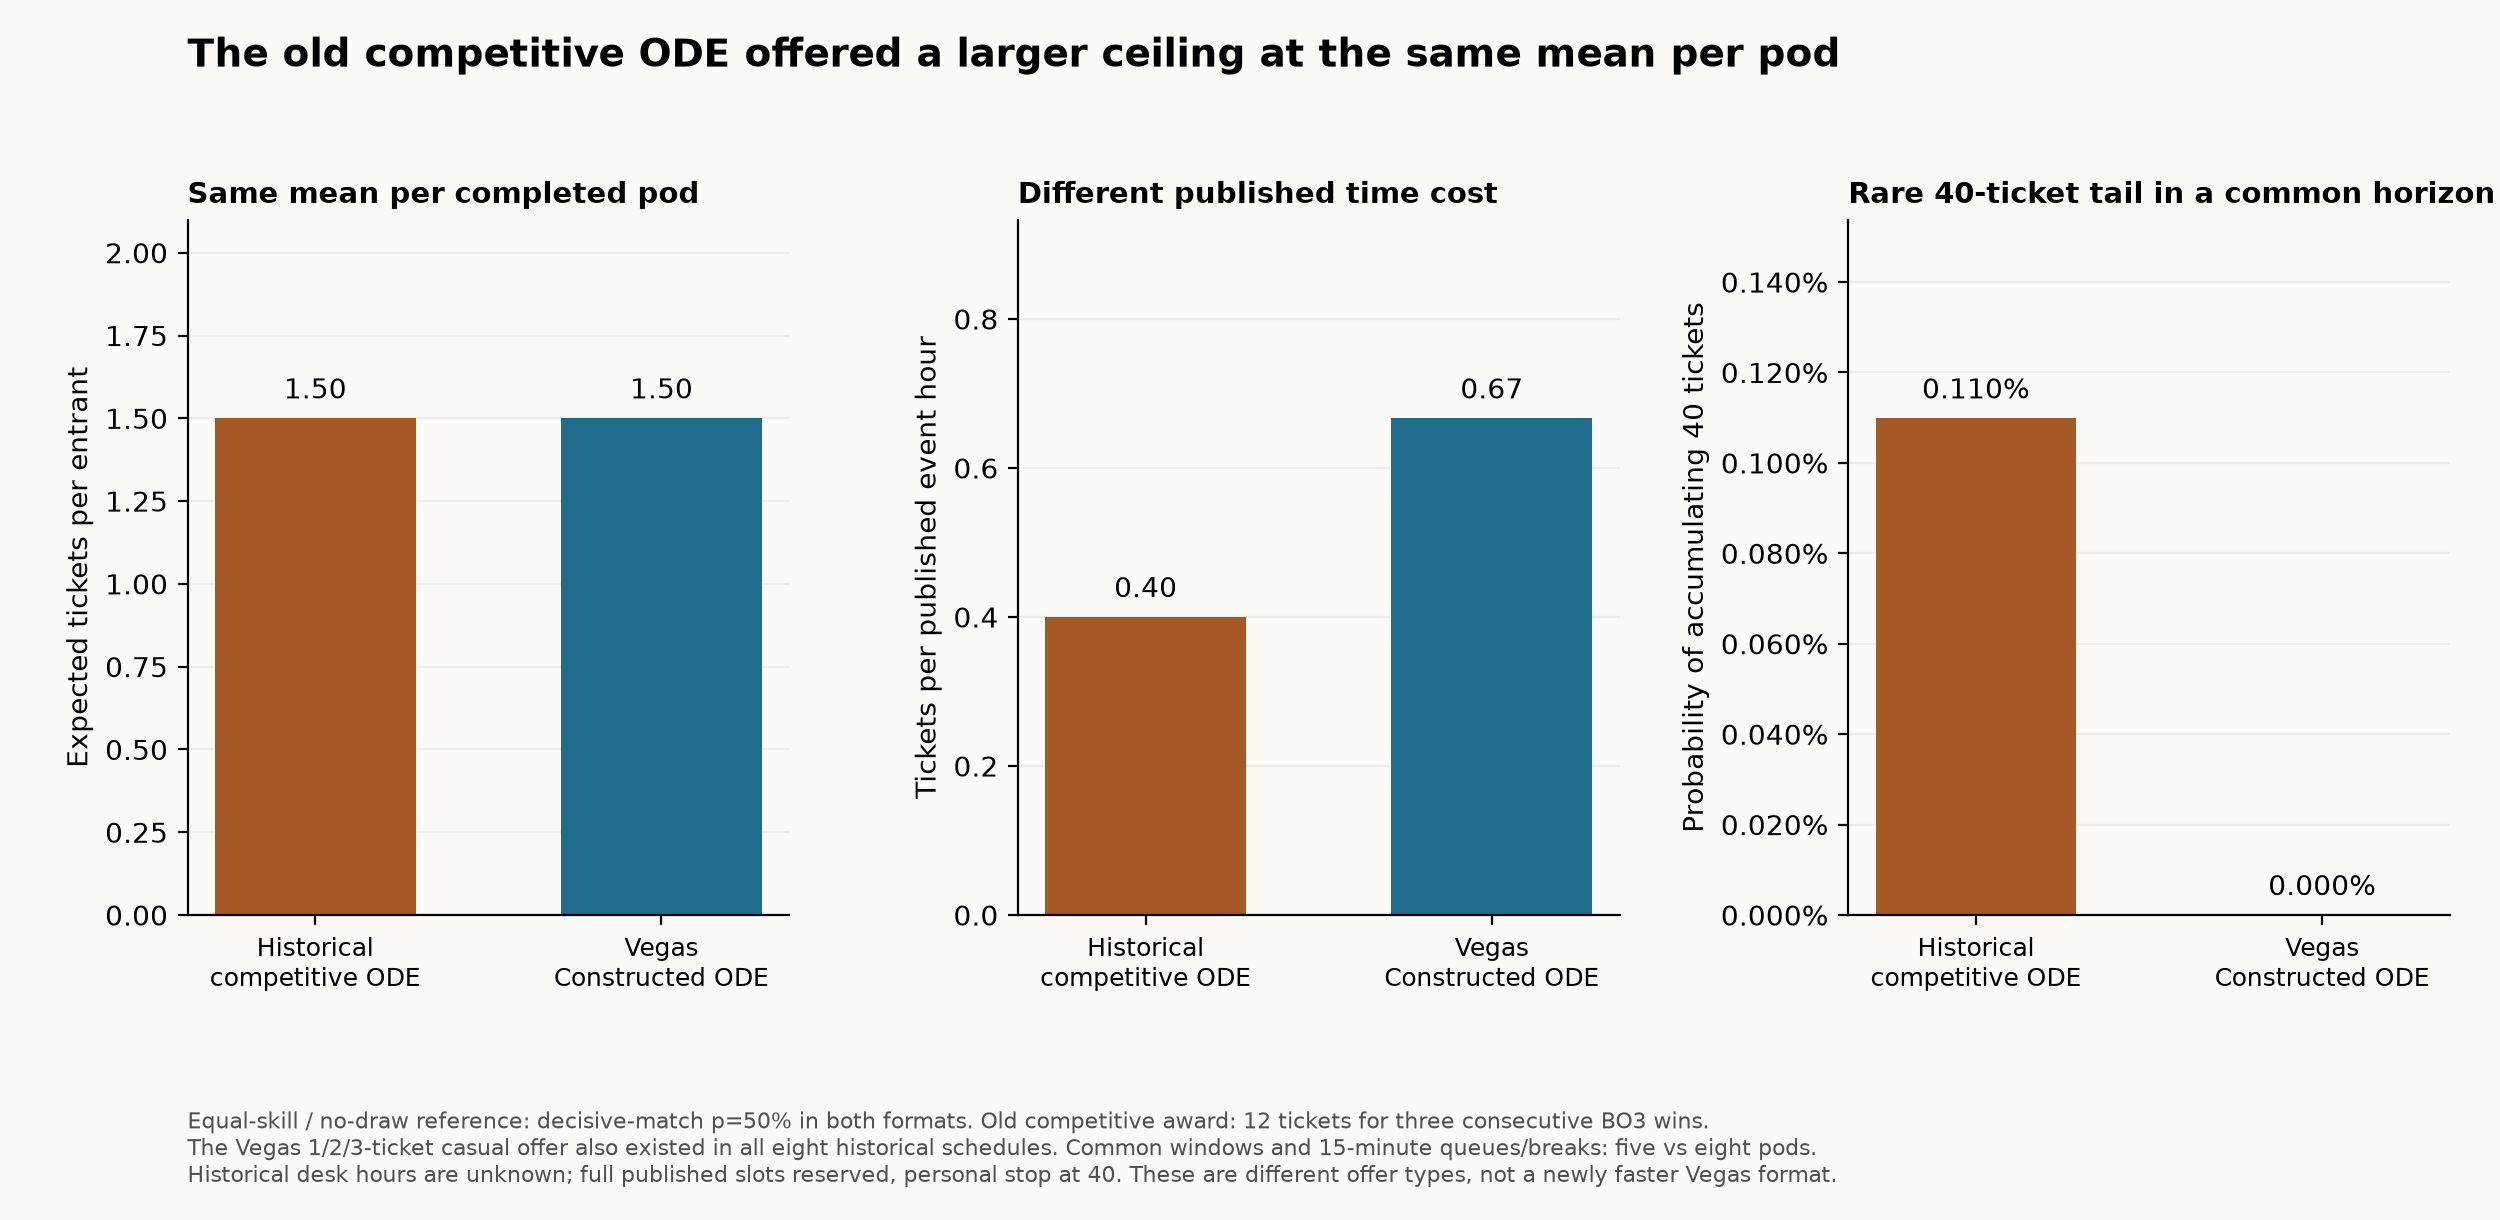 The old competitive ODE offered a larger ceiling at the same mean per pod
Same mean per completed pod
Expected tickets per entrant
2.00
1.75
1.50
1.25
1.00
0.75
0.50
0.25
0.00
1.50
1.50
Historical
competitive ODE
Vegas
Constructed ODE
Different published time cost
Tickets per published event hour
0.8
0.6
0.4
0.2
0.0
0.40
0.67
Historical
competitive ODE
Vegas
Constructed ODE
Rare 40-ticket tail in a common horizon
Probability of accumulating 40 tickets
0.140%
0.120%
0.100%
0.080%
0.060%
0.040%
0.020%
0.000%
0.110%
0.000%
Historical
competitive ODE
Vegas
Constructed ODE
Equal-skill / no-draw reference: decisive-match p=50% in both formats. Old competitive award: 12 tickets for three consecutive BO3 wins.
The Vegas 1/2/3-ticket casual offer also existed in all eight historical schedules. Common windows and 15-minute queues/breaks: five vs eight pods.
Historical desk hours are unknown; full published slots reserved, personal stop at 40. These are different offer types, not a newly faster Vegas format.